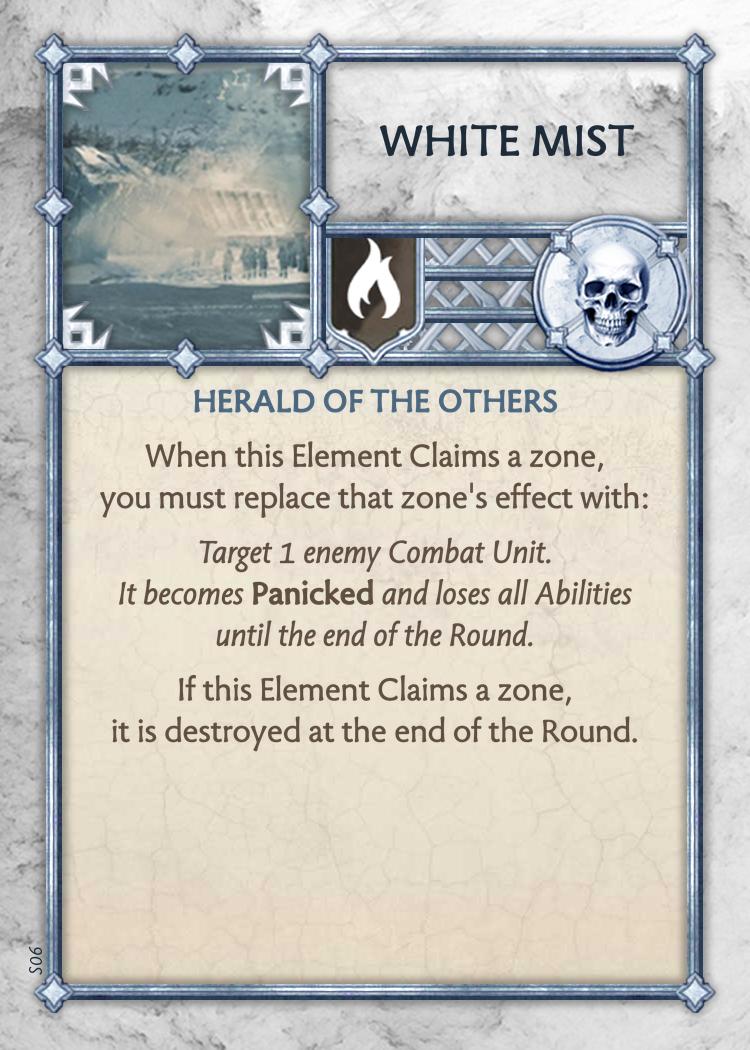 WHITE MIST
HERALD OF THE OTHERS
When this Element Claims a zone,
you must replace that zone's effect with:
Target 1 enemy Combat Unit.
It becomes Panicked and loses all Abilities
until the end of the Round.
If this Element Claims a zone,
it is destroyed at the end of the Round.
S06